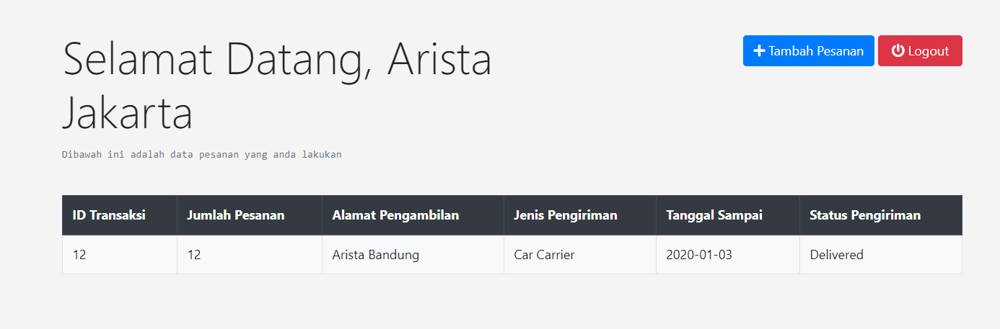 Selamat Datang, Arista
Jakarta
Tambah Pesanan
Logout
Dibawah ini adalah data pesanan yang anda lakukan
ID Transaksi Jumlah Pesanan Alamat Pengambilan Jenis Pengiriman Tanggal Sampai Status Pengiriman
12 12 Arista Bandung Car Carrier 2020-01-03 Delivered